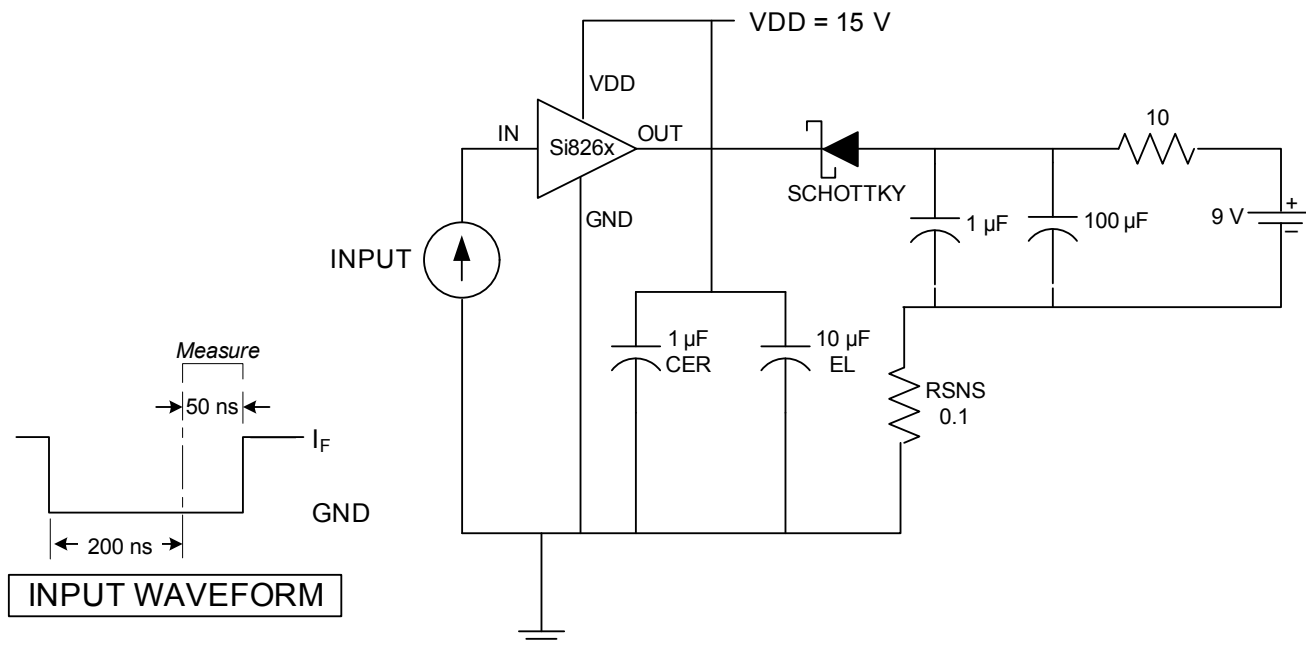 VDD = 15 V
VDD
10
IN
Si826x
OUT
SCHOTTKY
GND
1 µF
100 µF
9 V
+
–
INPUT
1 µF
CER
10 µF
EL
RSNS
0.1
Measure
50 ns
IF
GND
200 ns
INPUT WAVEFORM